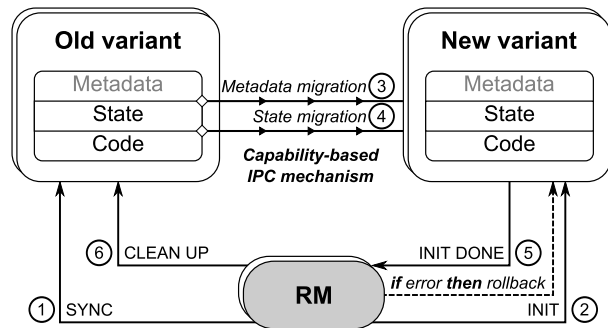 Old variant
New variant
Metadata
State
Code
Metadata migration 3
State migration 4
Capability-based
IPC mechanism
Metadata
State
Code
6 CLEAN UP
INIT DONE 5
if error then rollback
RM
1 SYNC
INIT 2